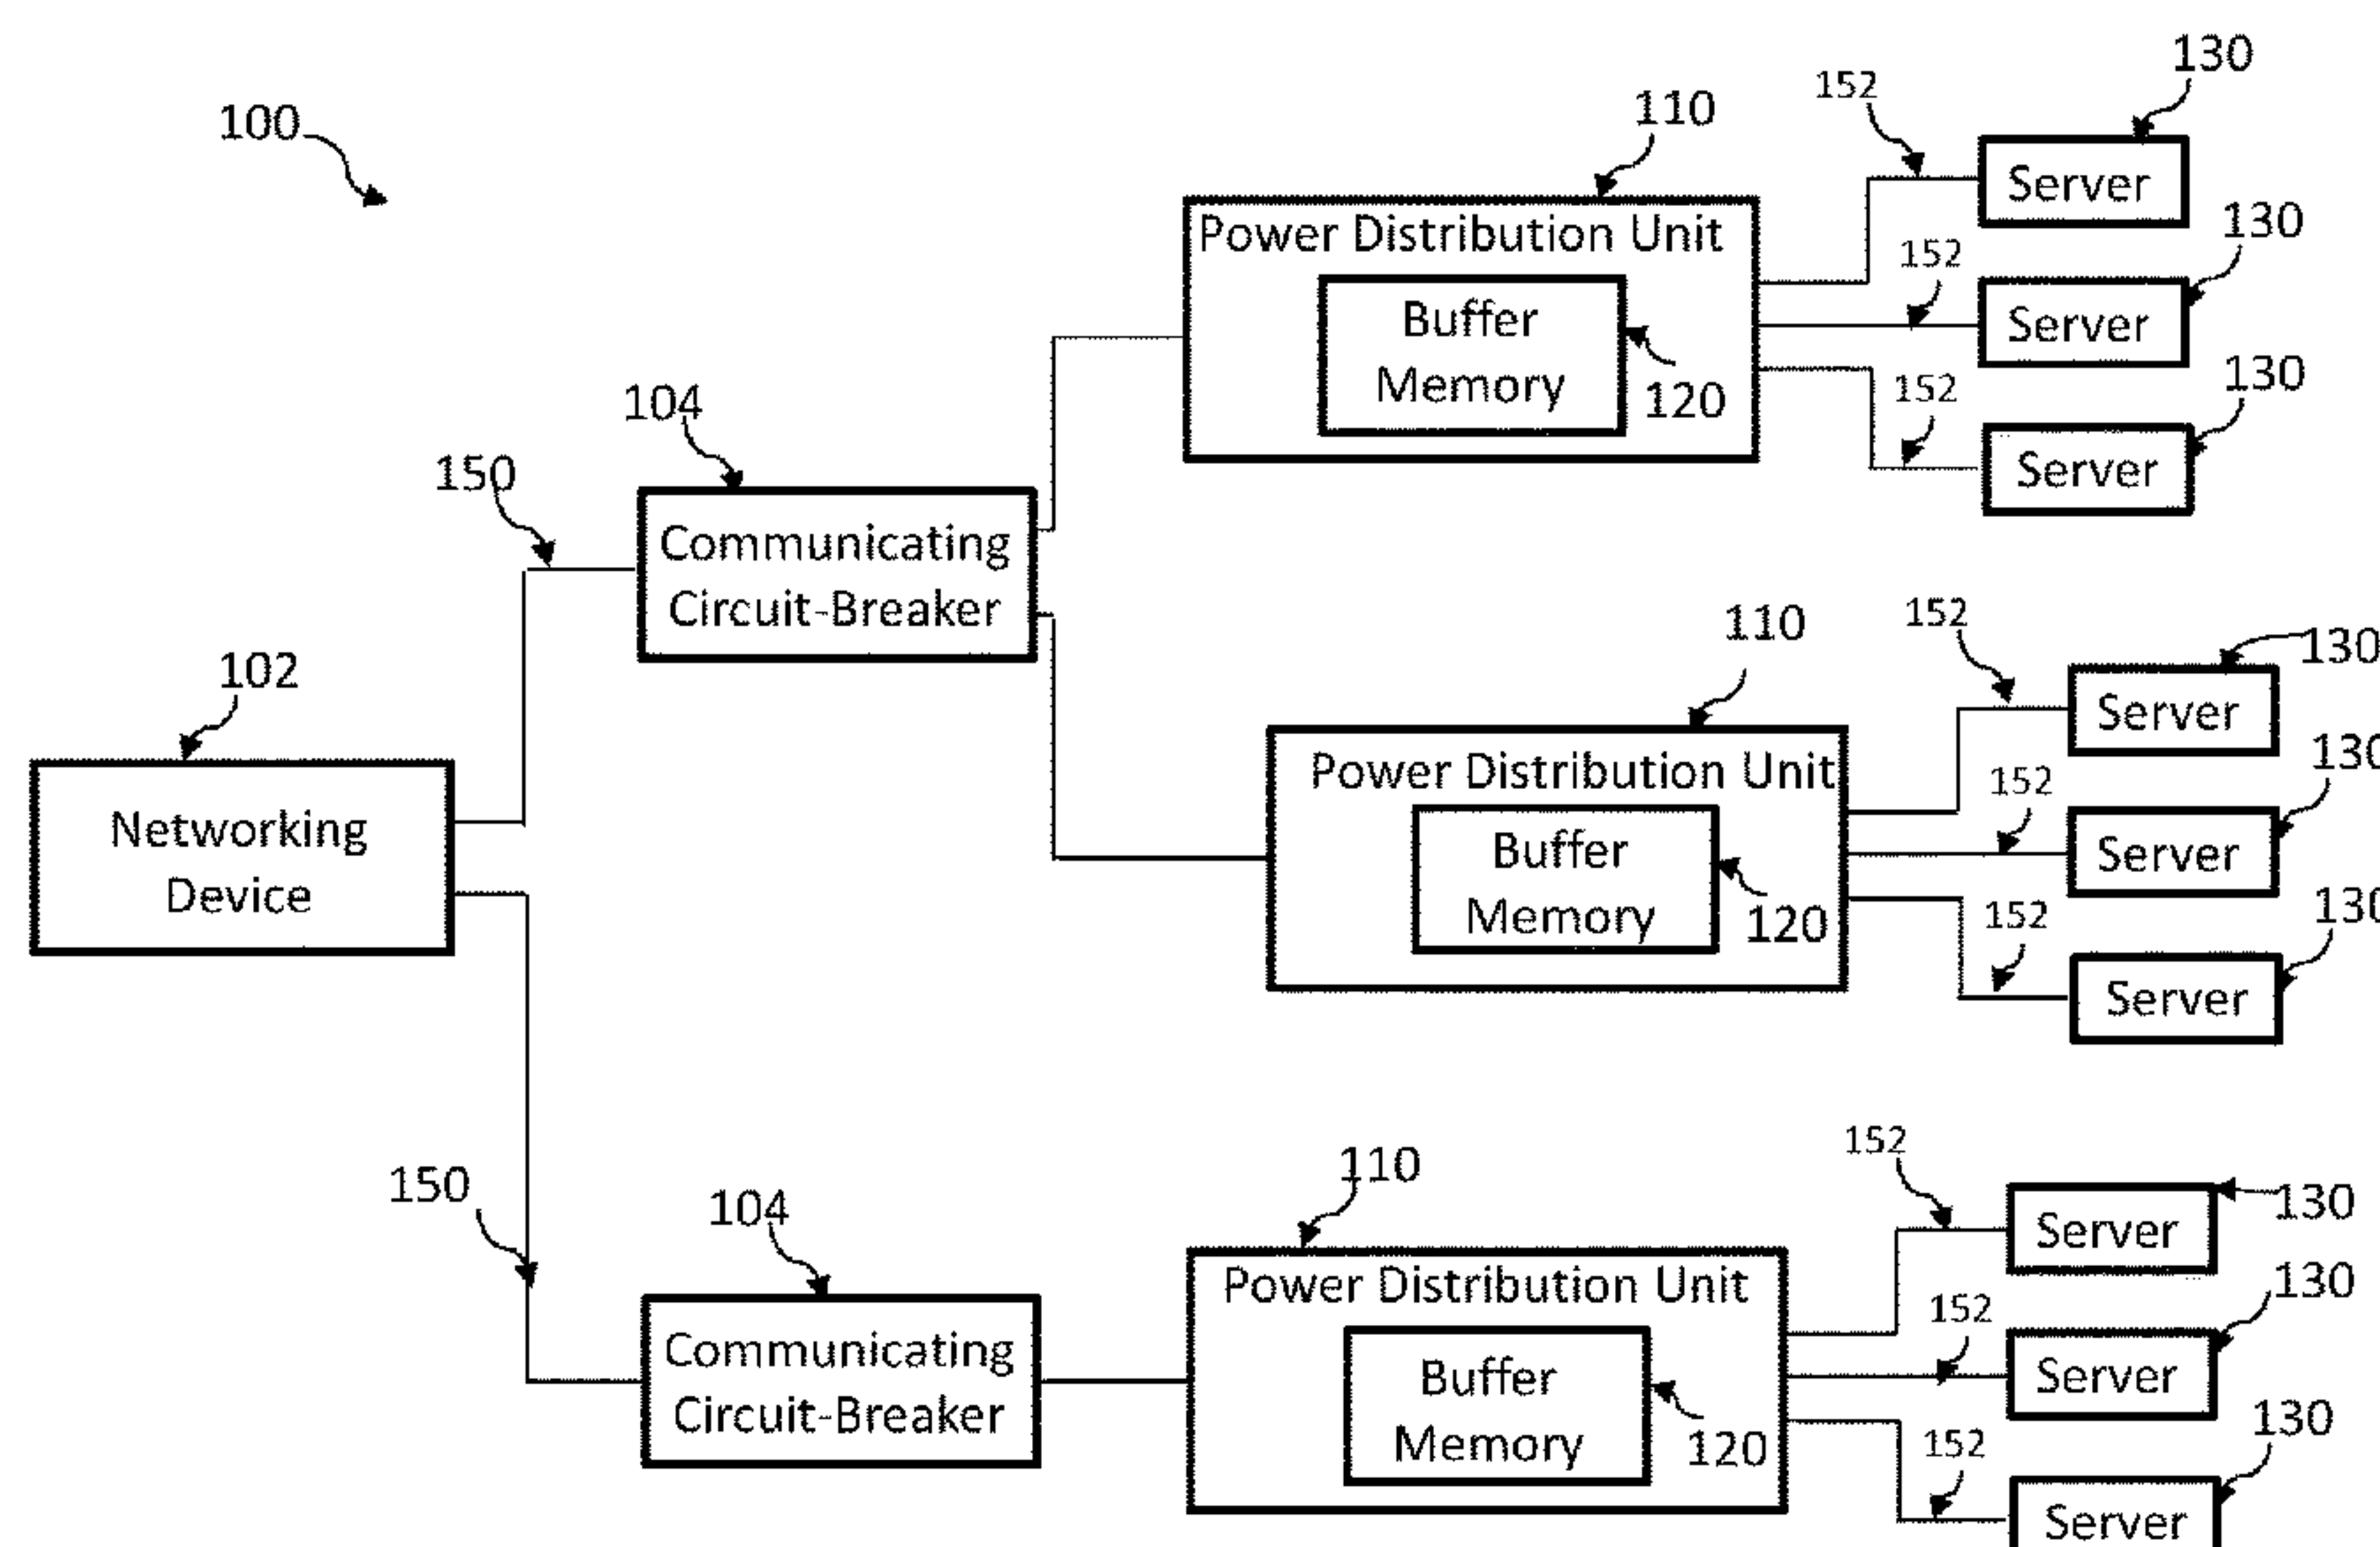 100
110
152
130
Server
Power Distribution Unit
152
130
Buffer
Memory
120
Server
152
130
Server
104
150
Communicating
Circuit-Breaker
102
Networking
Device
110
152
130
Server
Power Distribution Unit
152
130
Buffer
Memory
120
Server
152
130
Server
150
104
Communicating
Circuit-Breaker
110
152
130
Server
Power Distribution Unit
152
130
Buffer
Memory
120
Server
152
130
Server